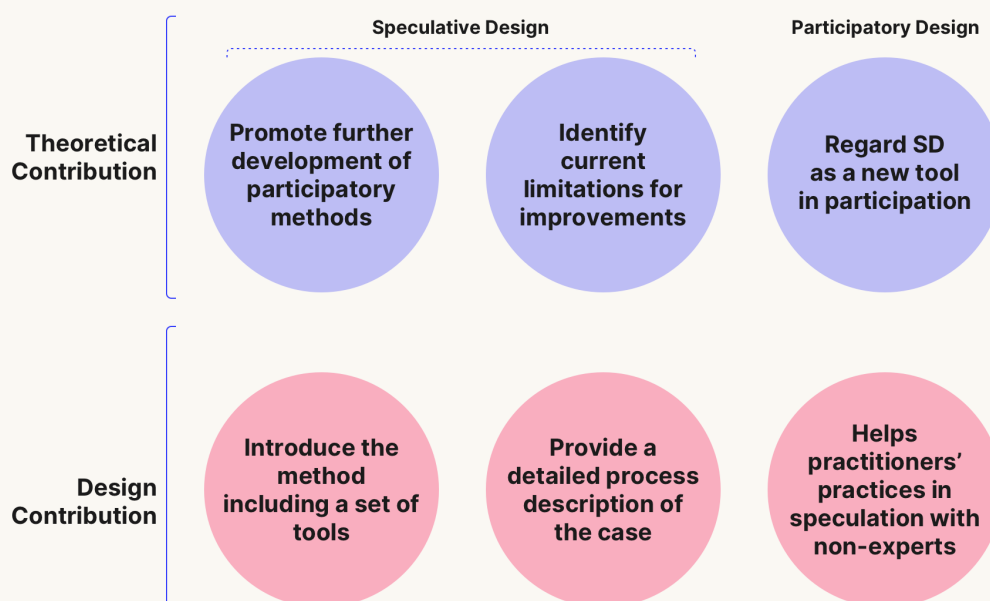 Speculative Design
Participatory Design
Theoretical
Contribution
Promote further
development of
participatory
methods
Identify
current
limitations for
improvements
Regard SD
as a new tool
in participation
Design
Contribution
Introduce the
method
including a set of
tools
Provide a
detailed process
description of
the case
Helps
practitioners’
practices in
speculation with
non-experts